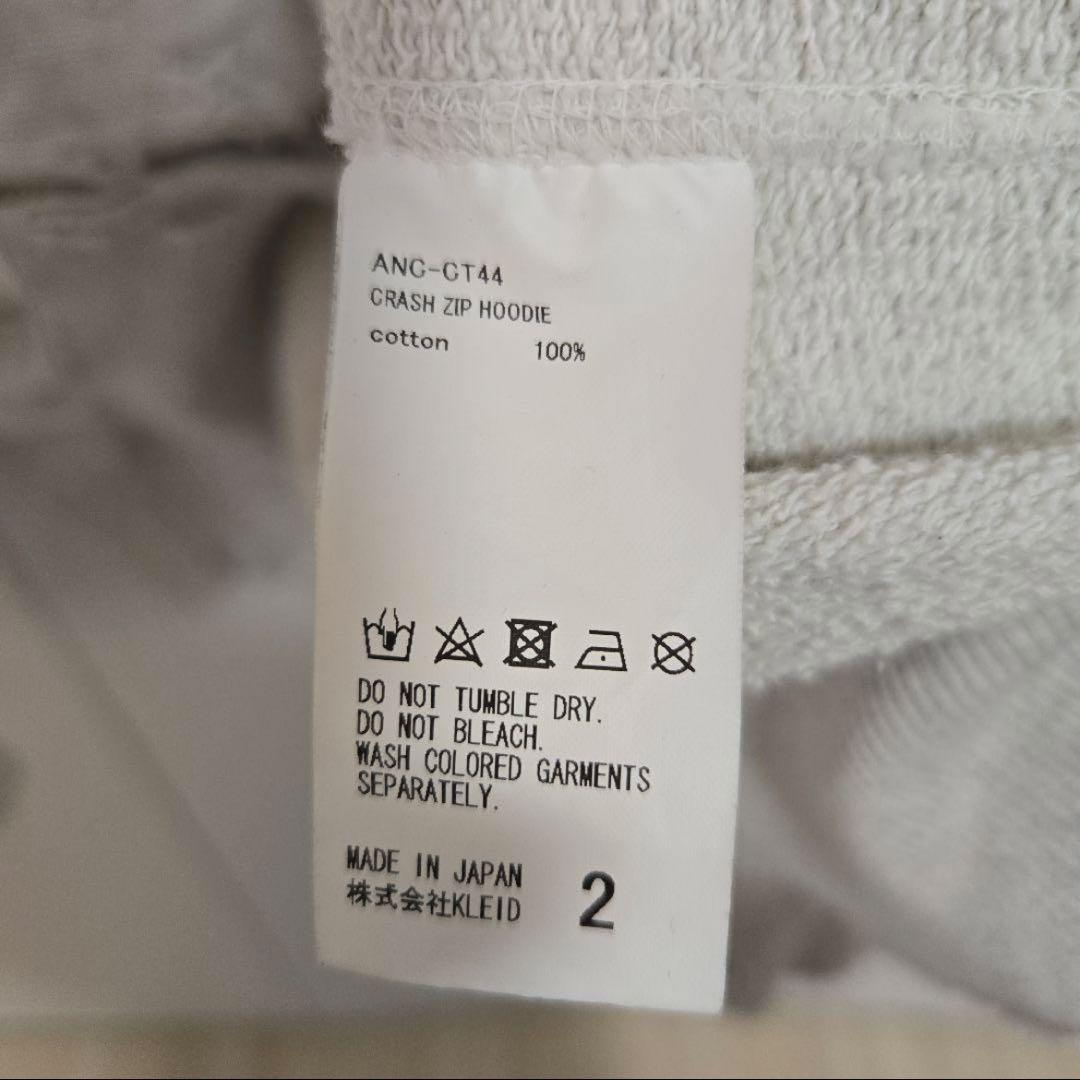 ANC-CT44
CRASH ZIP HOODIE
cotton 100%
DO NOT TUMBLE DRY.
DO NOT BLEACH.
WASH COLORED GARMENTS
SEPARATELY.
MADE IN JAPAN
株式会社KLEID 2